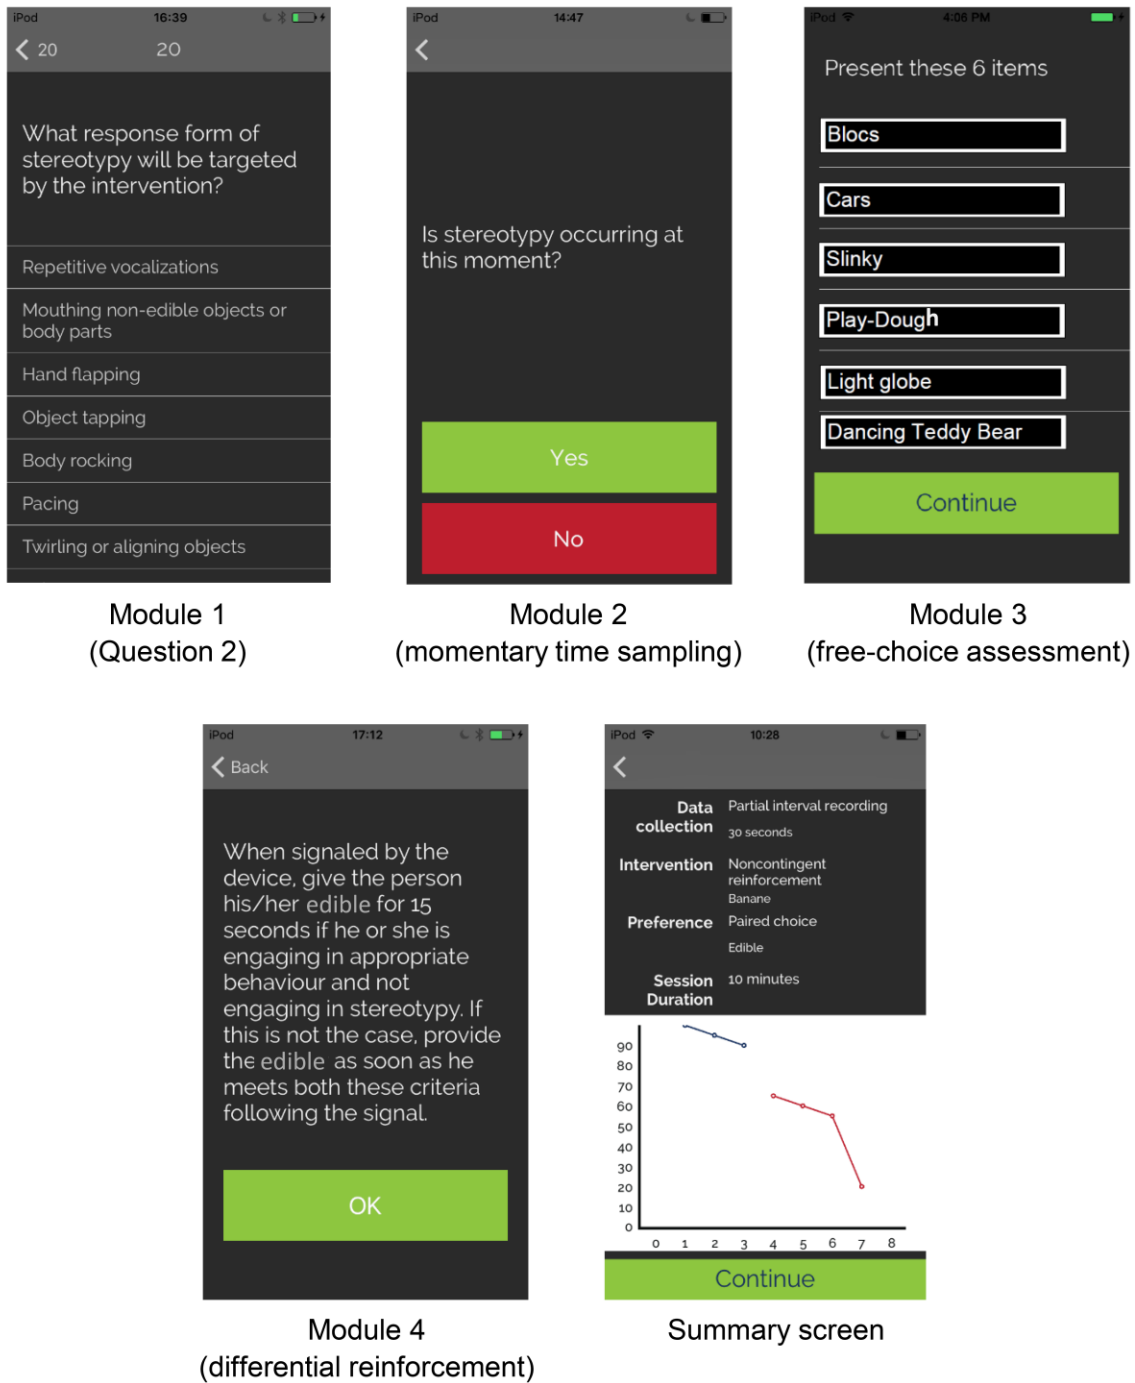 iPod 16:39
20 20
What response form of
stereotypy will be targeted
by the intervention?
Repetitive vocalizations
Mouthing non-edible objects or
body parts
Hand flapping
Object tapping
Body rocking
Pacing
Twirling or aligning objects
Module 1
(Question 2)
iPod 14:47
Is stereotypy occurring at
this moment?
Yes
No
Module 2
(momentary time sampling)
iPod 4:06 PM
Present these 6 items
Blocs
Cars
Slinky
Play-Dough
Light globe
Dancing Teddy Bear
Continue
Module 3
(free-choice assessment)
iPod 17:12
Back
When signaled by the
device, give the person
his/her edible for 15
seconds if he or she is
engaging in appropriate
behaviour and not
engaging in stereotypy. If
this is not the case, provide
the edible as soon as he
meets both these criteria
following the signal.
OK
Module 4
(differential reinforcement)
iPod 10:28
Data Partial interval recording
collection 30 seconds
Intervention Noncontingent
reinforcement
Banane
Preference Paired choice
Edible
Session 10 minutes
Duration
90
80
70
60
50
40
30
20
10
0
0 1 2 3 4 5 6 7 8
Continue
Summary screen